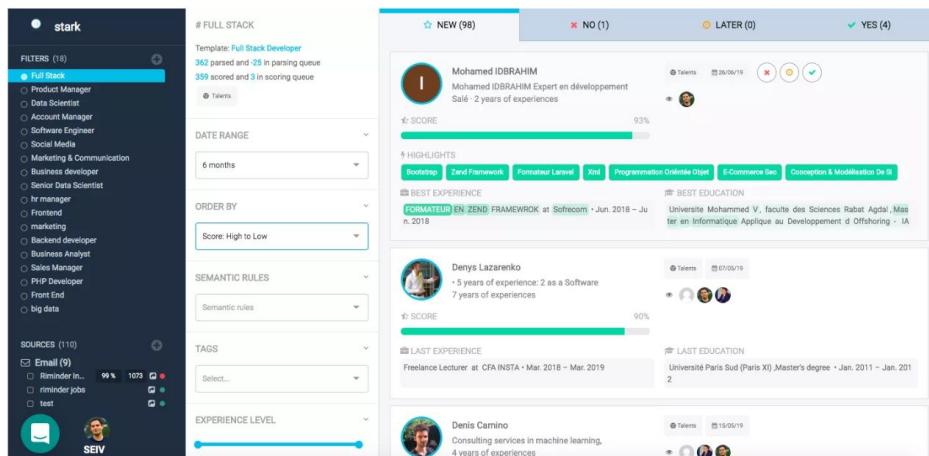 stark
FILTERS (18)
Full Stack
Product Manager
Data Scientist
Account Manager
Software Engineer
Social Media
Marketing & Communication
Business developer
Senior Data Scientist
hr manager
Frontend
marketing
Backend developer
Business Analyst
Sales Manager
PHP Developer
Front End
big data
SOURCES (110)
Email (9)
Riminder In... 99 % 1073
riminder jobs
test
SEIV
# FULL STACK
Template: Full Stack Developer
362 parsed and -25 in parsing queue
359 scored and 3 in scoring queue
Talents
DATE RANGE
6 months
ORDER BY
Score: High to Low
SEMANTIC RULES
Semantic rules
TAGS
Select...
EXPERIENCE LEVEL
NEW (98) NO (1) LATER (0) YES (4)
I
Mohamed IDBRAHIM
Mohamed IDBRAHIM Expert en développement
Salé · 2 years of experiences
Talents 26/06/19
SCORE 93%
HIGHLIGHTS
Bootstrap Zend Framework Formateur Laravel Xml Programmation Oriéntée Objet E-Commerce Seo Conception & Modélisation De SI
BEST EXPERIENCE
FORMATEUR EN ZEND FRAMEWROK at Sofrecom • Jun. 2018 – Ju
n. 2018
BEST EDUCATION
Universite Mohammed V, faculte des Sciences Rabat Agdal ,Mas
ter en Informatique Applique au Developpement d Offshoring - IA
Denys Lazarenko
• 5 years of experience: 2 as a Software
7 years of experiences
Talents 07/05/19
SCORE 90%
LAST EXPERIENCE
Freelance Lecturer at CFA INSTA • Mar. 2018 – Mar. 2019
LAST EDUCATION
Université Paris Sud (Paris XI) ,Master's degree • Jan. 2011 – Jan. 201
2
Denis Camino
Consulting services in machine learning,
4 years of experiences
Talents 15/05/19